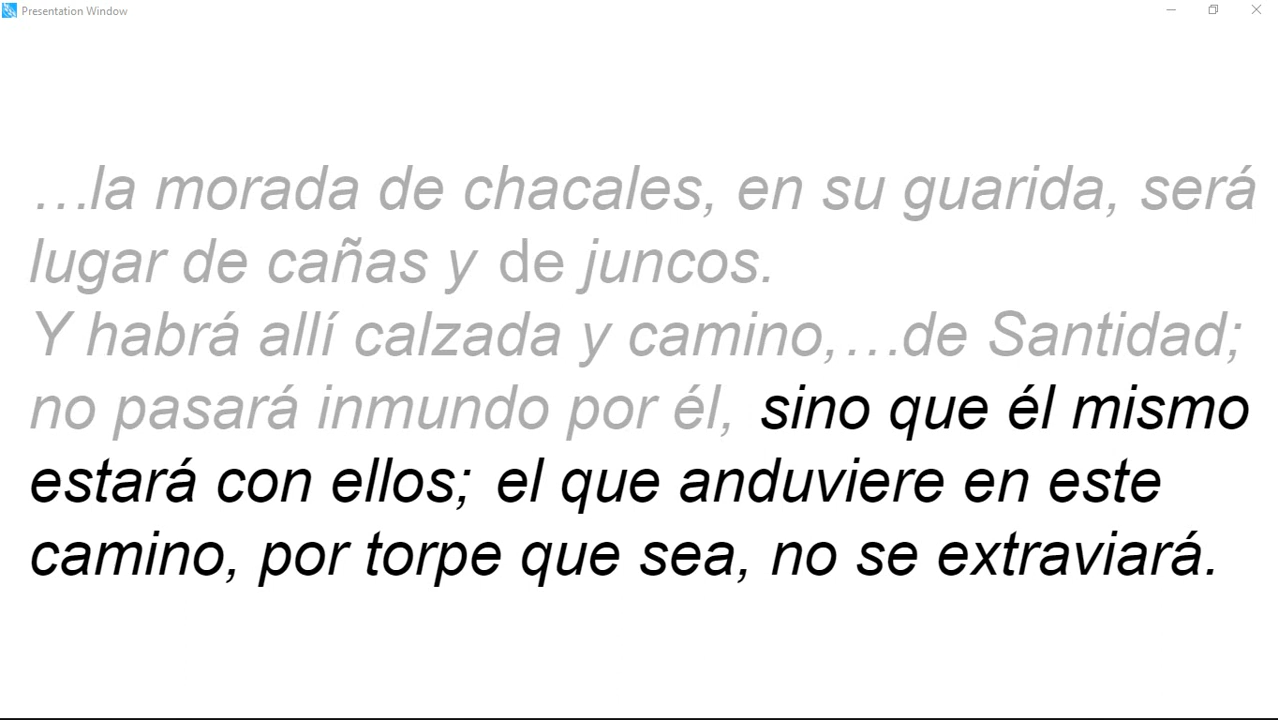 Presentation Window
…la morada de chacales, en su guarida, será
lugar de cañas y de juncos.
Y habrá allí calzada y camino,…de Santidad;
no pasará inmundo por él, sino que él mismo
estará con ellos; el que anduviere en este
camino, por torpe que sea, no se extraviará.